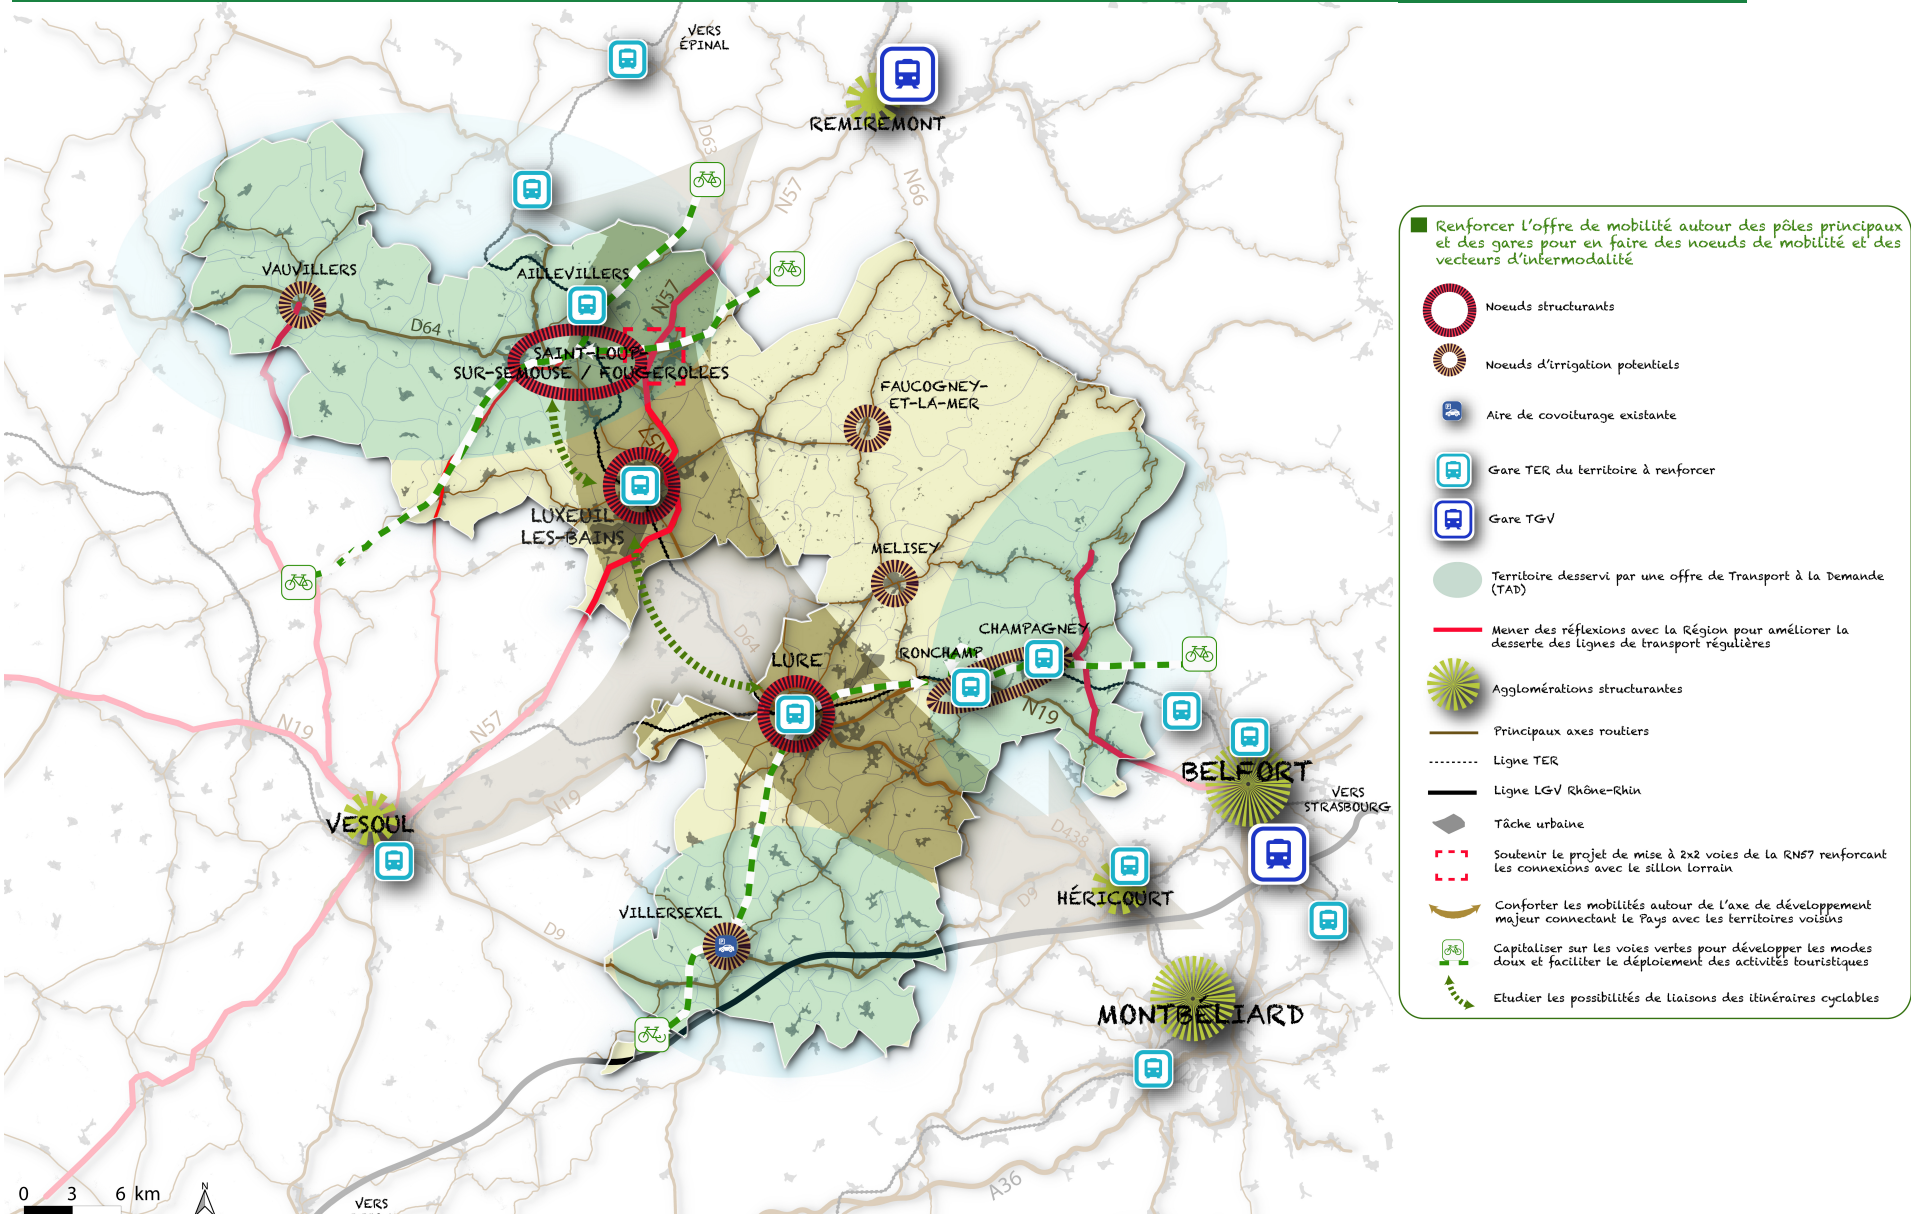 VERS
ÉPINAL
REMIREMONT
D63
N57
N66
VAUVILLERS
AILLEVILLERS
D64
N57
SAINT-LOUP-
SUR-SEMOUSE / FOUGEROLLES
FAUCOGNEY-
ET-LA-MER
N57
LUXEUIL
LES-BAINS
MELISEY
CHAMPAGNEY
D64
RONCHAMP
LURE
N19
N57
N19
BELFORT
VERS
STRASBOURG
N19
VESOUL
D438
HÉRICOURT
D9
VILLERSEXEL
D9
MONTBÉLIARD
A36
0 3 6 km
N
VERS
Renforcer l'offre de mobilité autour des pôles principaux
et des gares pour en faire des noeuds de mobilité et des
vecteurs d'intermodalité
Noeuds structurants
Noeuds d'irrigation potentiels
Aire de covoiturage existante
Gare TER du territoire à renforcer
Gare TGV
Territoire desservi par une offre de Transport à la Demande
(TAD)
Mener des réflexions avec la Région pour améliorer la
desserte des lignes de transport régulières
Agglomérations structurantes
Principaux axes routiers
Ligne TER
Ligne LGV Rhône-Rhin
Tâche urbaine
Soutenir le projet de mise à 2x2 voies de la RN57 renforcant
les connexions avec le sillon lorrain
Conforter les mobilités autour de l'axe de développement
majeur connectant le Pays avec les territoires voisins
Capitaliser sur les voies vertes pour développer les modes
doux et faciliter le déploiement des activités touristiques
Etudier les possibilités de liaisons des itinéraires cyclables